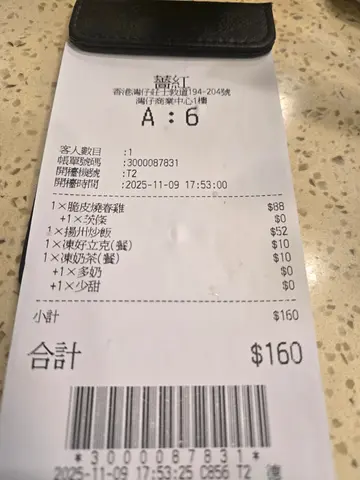 薔紅
香港灣仔莊士敦道194-204號
灣仔商業中心1樓
A:6
客人數目 :1
帳單號碼 :3000087831
開檯檯號 :T2
開檯時間 :2025-11-09 17:53:00
1×脆皮燒春雞 $88
+1×茨條 $0
1×揚州炒飯 $52
1×凍好立克(餐) $10
1×凍奶茶(餐) $10
+1×多奶 $0
+1×少甜 $0
小計 $160
合計 $160
*3000087831*
2025-11-09 17:53:25 C856 T2